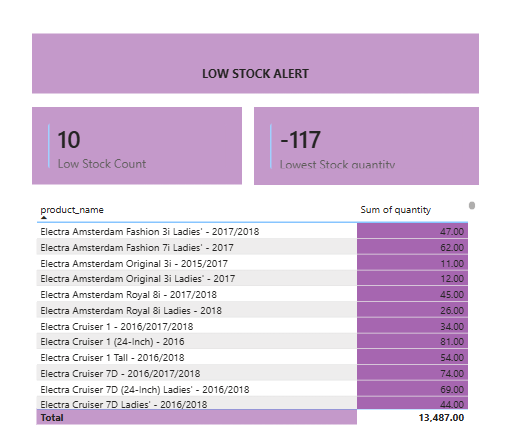 LOW STOCK ALERT
10
Low Stock Count
-117
Lowest Stock quantity
product_name Sum of quantity
Electra Amsterdam Fashion 3i Ladies' - 2017/2018 47.00
Electra Amsterdam Fashion 7i Ladies' - 2017 62.00
Electra Amsterdam Original 3i - 2015/2017 11.00
Electra Amsterdam Original 3i Ladies' - 2017 12.00
Electra Amsterdam Royal 8i - 2017/2018 45.00
Electra Amsterdam Royal 8i Ladies - 2018 26.00
Electra Cruiser 1 - 2016/2017/2018 34.00
Electra Cruiser 1 (24-Inch) - 2016 81.00
Electra Cruiser 1 Tall - 2016/2018 54.00
Electra Cruiser 7D - 2016/2017/2018 74.00
Electra Cruiser 7D (24-Inch) Ladies' - 2016/2018 69.00
Electra Cruiser 7D Ladies' - 2016/2018 44.00
Total 13,487.00